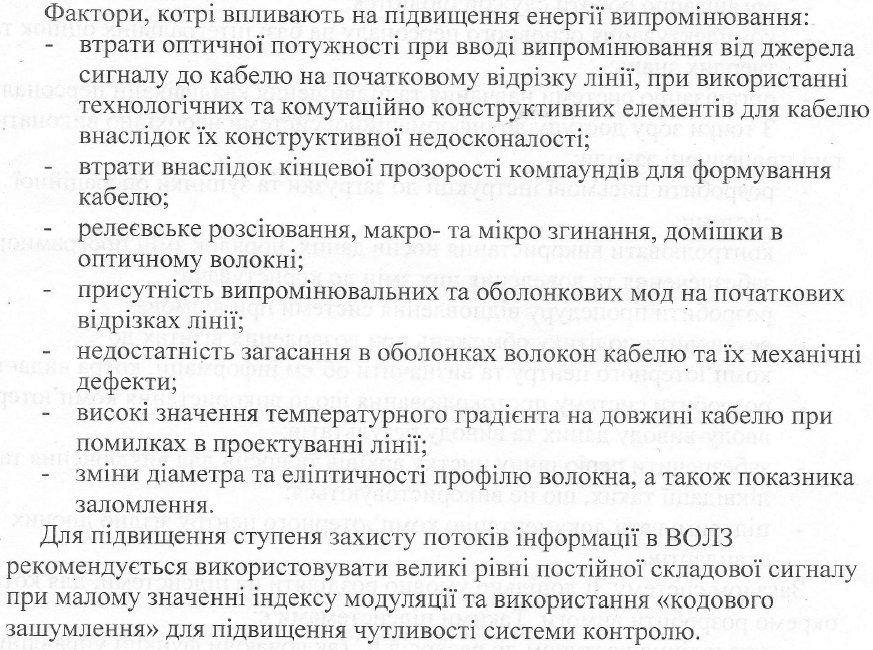 Фактори, котрі впливають на підвищення енергії випромінювання:
- втрати оптичної потужності при вводі випромінювання від джерела
сигналу до кабелю на початковому відрізку лінії, при використанні
технологічних та комутаційно конструктивних елементів для кабелю
внаслідок їх конструктивної недосконалості;
- втрати внаслідок кінцевої прозорості компаундів для формування
кабелю;
- релеєвське розсіювання, макро- та мікро згинання, домішки в
оптичному волокні;
- присутність випромінювальних та оболонкових мод на початкових
відрізках лінії;
- недостатність загасання в оболонках волокон кабелю та їх механічні
дефекти;
- високі значення температурного градієнта на довжині кабелю при
помилках в проектуванні лінії;
- зміни діаметра та еліптичності профілю волокна, а також показника
заломлення.
Для підвищення ступеня захисту потоків інформації в ВОЛЗ
рекомендується використовувати великі рівні постійної складової сигналу
при малому значенні індексу модуляції та використання «кодового
зашумлення» для підвищення чутливості системи контролю.